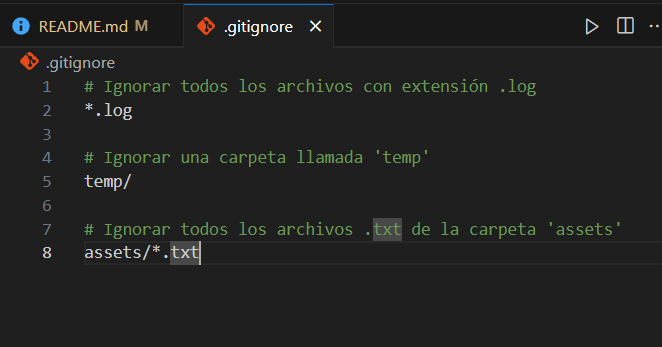 README.md M
.gitignore
.gitignore
1 # Ignorar todos los archivos con extensión .log
2 *.log
3
4 # Ignorar una carpeta llamada 'temp'
5 temp/
6
7 # Ignorar todos los archivos .txt de la carpeta 'assets'
8 assets/*.txt